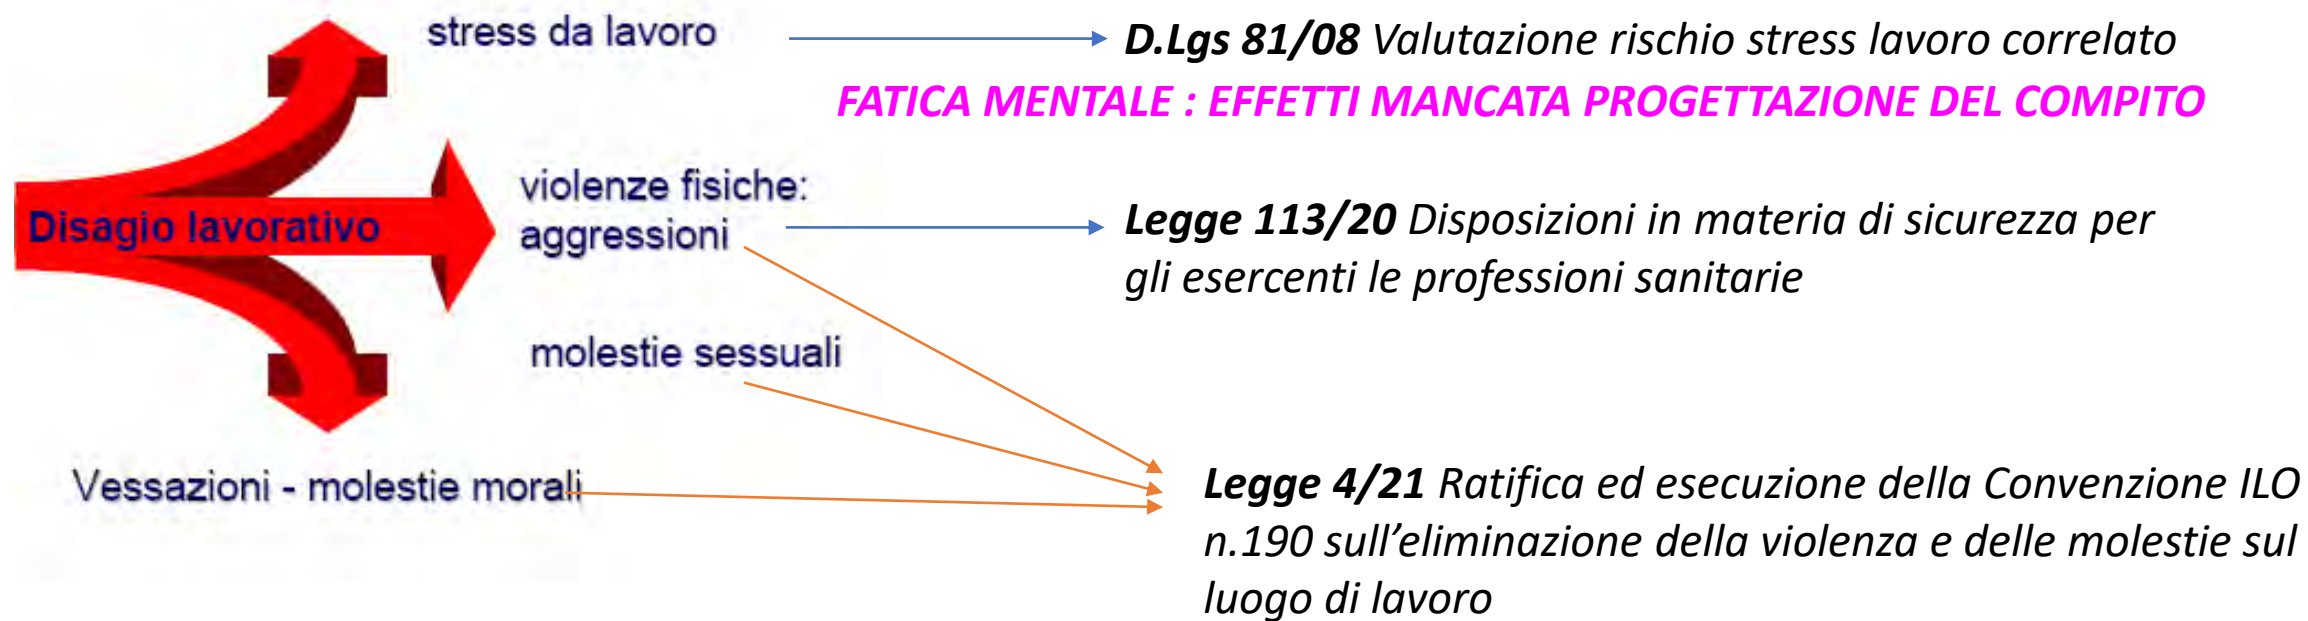 stress da lavoro
D.Lgs 81/08 Valutazione rischio stress lavoro correlato
FATICA MENTALE : EFFETTI MANCATA PROGETTAZIONE DEL COMPITO
Disagio lavorativo
violenze fisiche:
aggressioni
Legge 113/20 Disposizioni in materia di sicurezza per
gli esercenti le professioni sanitarie
molestie sessuali
Vessazioni - molestie morali
Legge 4/21 Ratifica ed esecuzione della Convenzione ILO
n.190 sull’eliminazione della violenza e delle molestie sul
luogo di lavoro